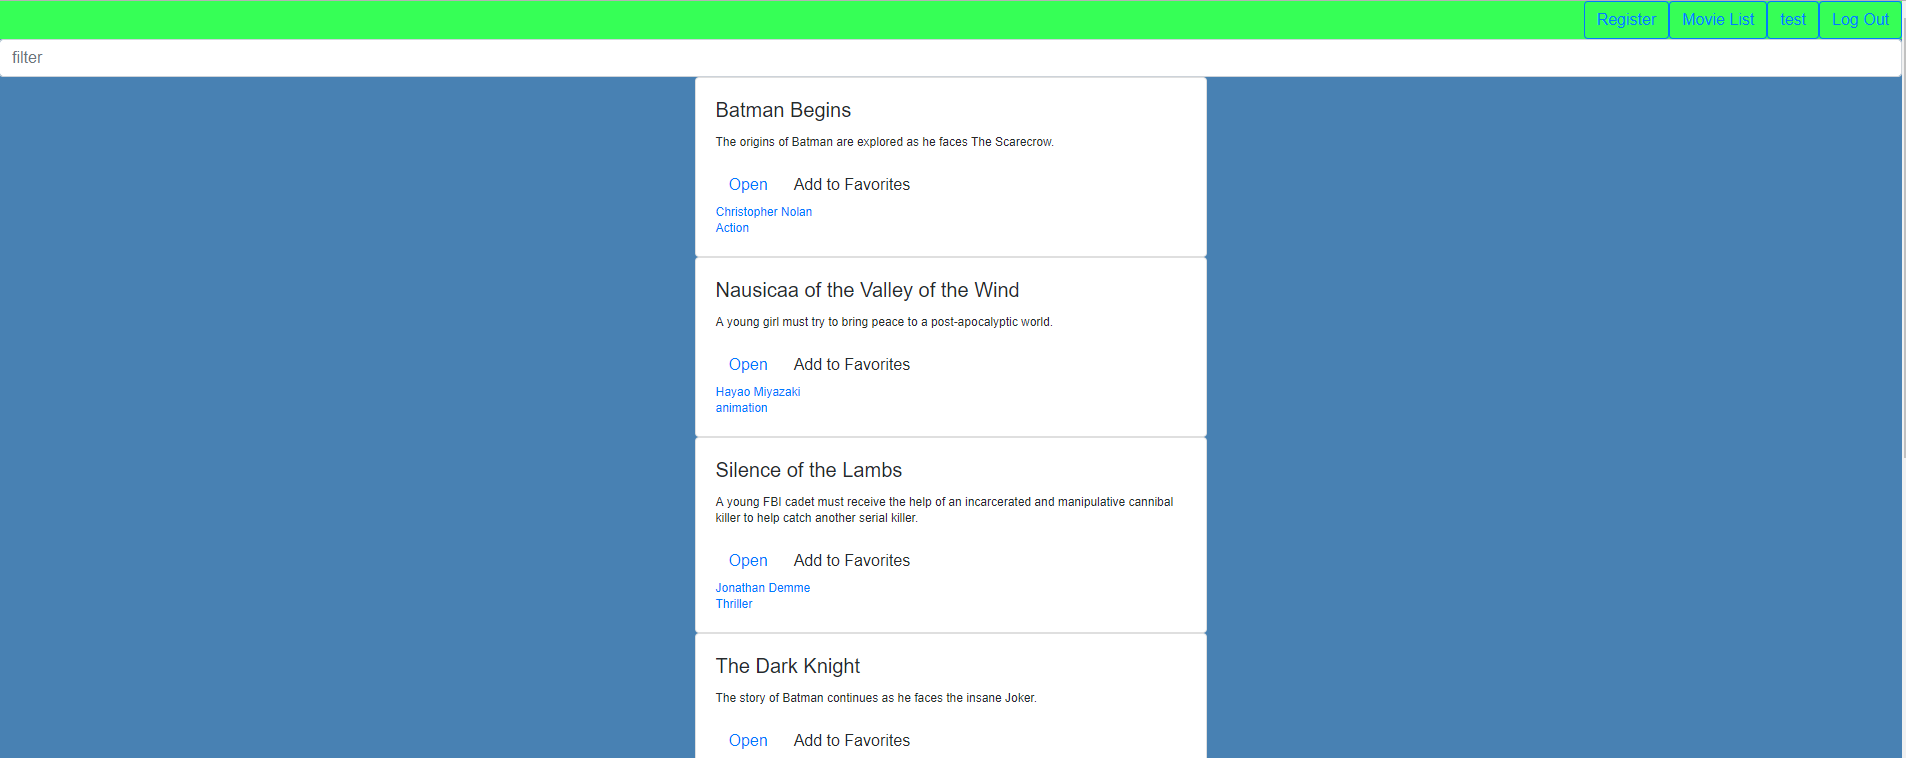 Register Movie List test Log Out
filter
Batman Begins
The origins of Batman are explored as he faces The Scarecrow.
Open Add to Favorites
Christopher Nolan
Action
Nausicaa of the Valley of the Wind
A young girl must try to bring peace to a post-apocalyptic world.
Open Add to Favorites
Hayao Miyazaki
animation
Silence of the Lambs
A young FBI cadet must receive the help of an incarcerated and manipulative cannibal
killer to help catch another serial killer.
Open Add to Favorites
Jonathan Demme
Thriller
The Dark Knight
The story of Batman continues as he faces the insane Joker.
Open Add to Favorites